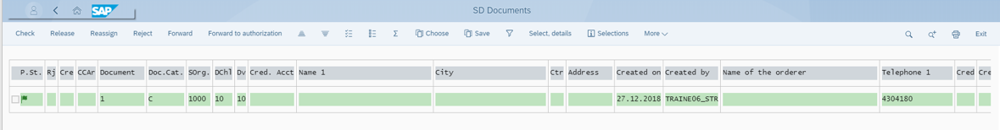 SAP SD Documents
Check Release Reassign Reject Forward Forward to authorization Σ Choose Save Select, details Selections More Exit
P.St. Rj Cre CCAr Document Doc.Cat. SOrg. DChl Dv Cred. Acct Name 1 City Ctr Address Created on Created by Name of the orderer Telephone 1 Cred Cre
1 C 1000 10 10 27.12.2018 TRAINE06_STR 4304180